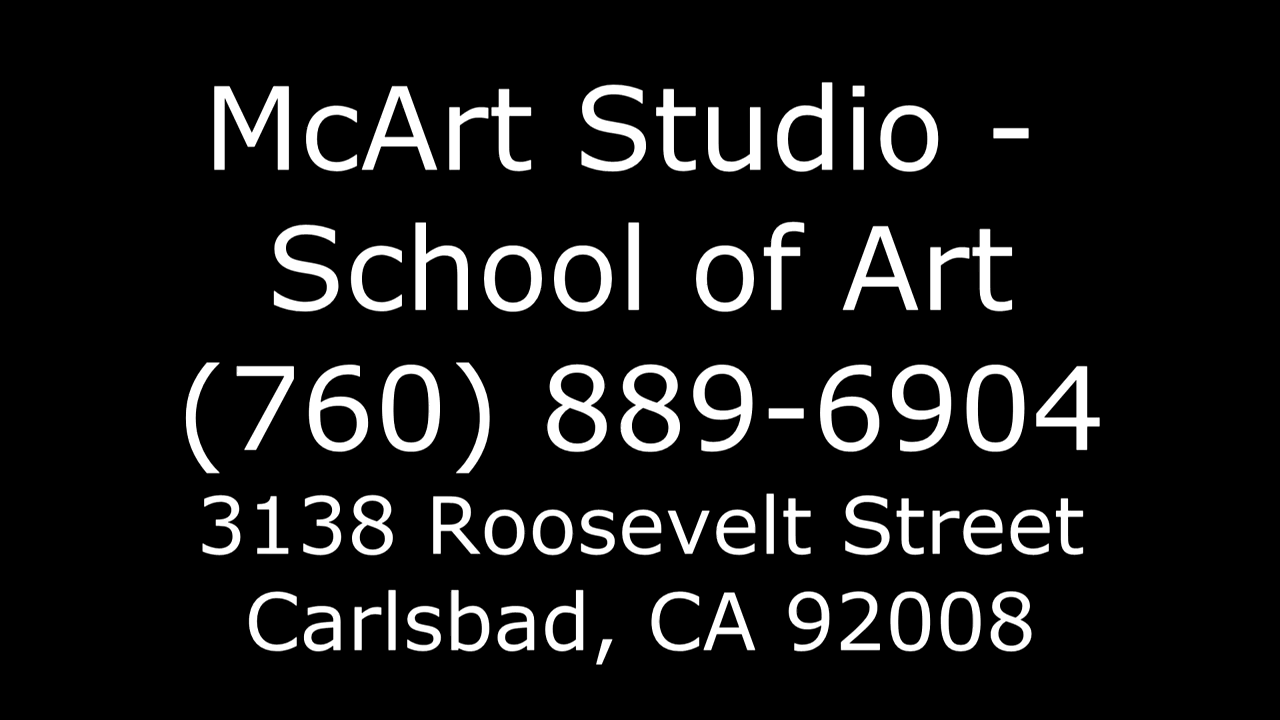 McArt Studio -
School of Art
(760) 889-6904
3138 Roosevelt Street
Carlsbad, CA 92008